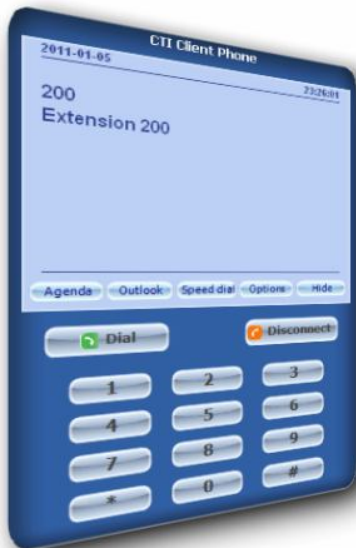 CTI Client Phone
2011-01-05 23:26:01
200
Extension 200
Agenda Outlook Speed dial Options Hide
Dial Disconnect
1 2 3
4 5 6
7 8 9
* 0 #